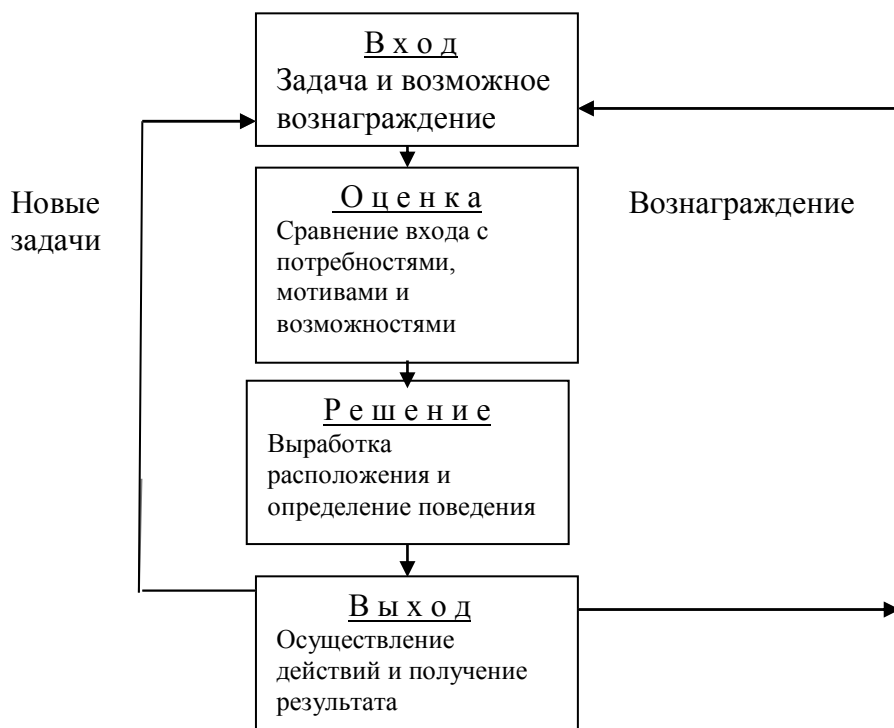 В х о д
Задача и возможное
вознаграждение
О ц е н к а
Сравнение входа с
потребностями,
мотивами и
возможностями
Новые
задачи
Вознаграждение
Р е ш е н и е
Выработка
расположения и
определение поведения
В ы х о д
Осуществление
действий и получение
результата